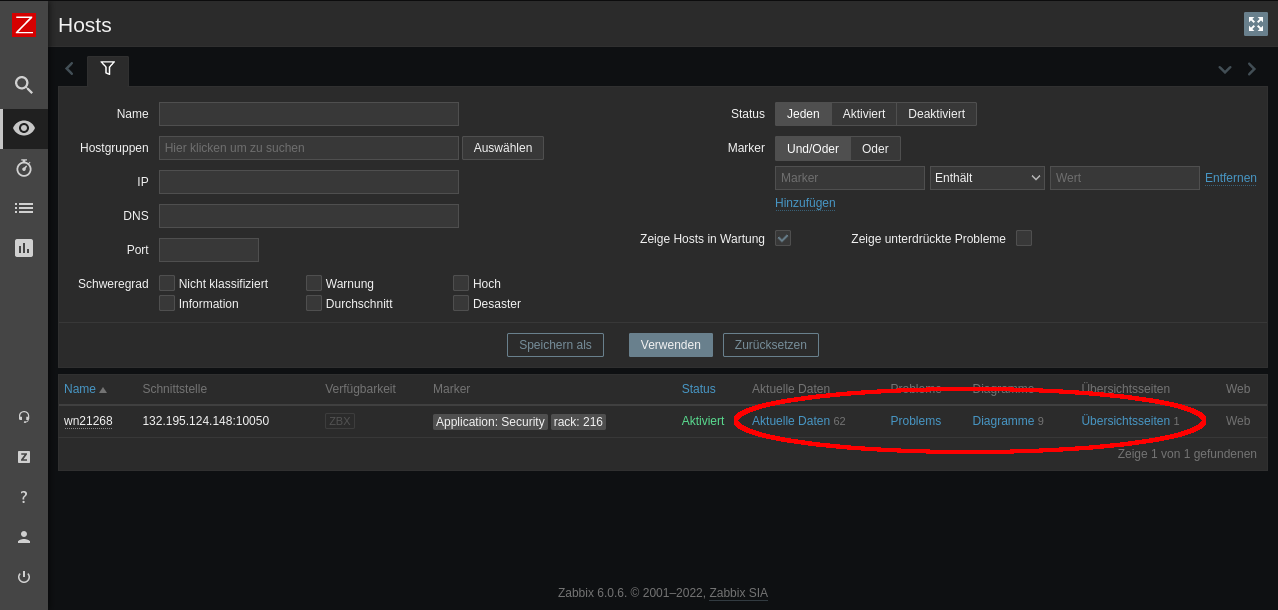 Z
Hosts
Name
Status Jeden Aktiviert Deaktiviert
Hostgruppen Hier klicken um zu suchen Auswählen
Marker Und/Oder Oder
IP
Marker Enthält Wert Entfernen
DNS
Hinzufügen
Port
Zeige Hosts in Wartung Zeige unterdrückte Probleme
Schweregrad Nicht klassifiziert Warnung Hoch
Information Durchschnitt Desaster
Speichern als Verwenden Zurücksetzen
Name Schnittstelle Verfügbarkeit Marker Status Aktuelle Daten Probleme Diagramme Übersichtsseiten Web
wn21268 132.195.124.148:10050 ZBX Application: Security rack: 216 Aktiviert Aktuelle Daten 62 Problems Diagramme 9 Übersichtsseiten 1 Web
Zeige 1 von 1 gefundenen
Z
?
Zabbix 6.0.6. © 2001–2022, Zabbix SIA